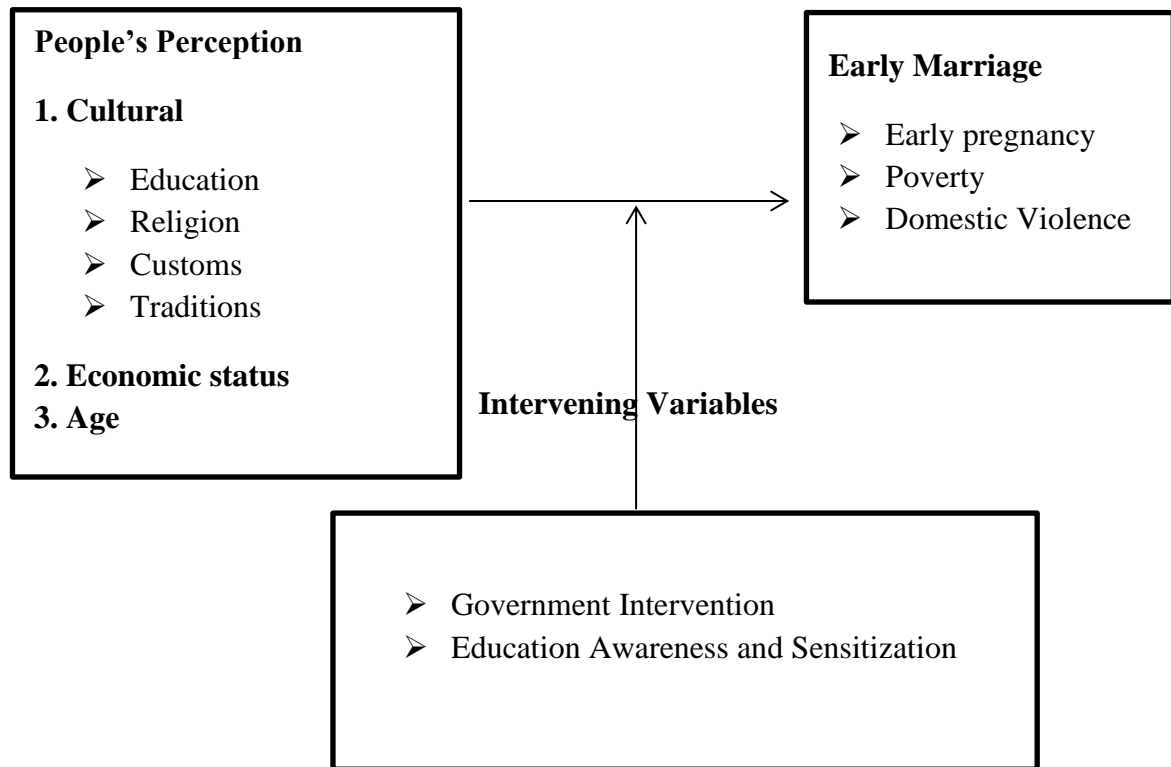 People’s Perception
1. Cultural
➢ Education
➢ Religion
➢ Customs
➢ Traditions
2. Economic status
3. Age
Early Marriage
➢ Early pregnancy
➢ Poverty
➢ Domestic Violence
Intervening Variables
➢ Government Intervention
➢ Education Awareness and Sensitization